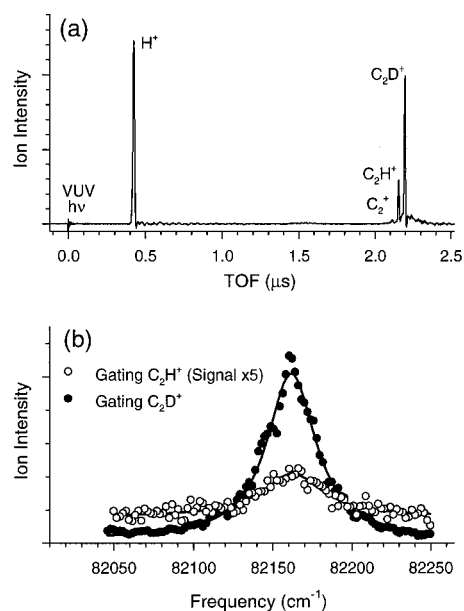 (a)
H⁺
C₂D⁺
C₂H⁺
C₂⁺
VUV
hν
Ion Intensity
0.0 0.5 1.0 1.5 2.0 2.5
TOF (μs)
(b)
Gating C₂H⁺ (Signal x5)
Gating C₂D⁺
Ion Intensity
82050 82100 82150 82200 82250
Frequency (cm⁻¹)